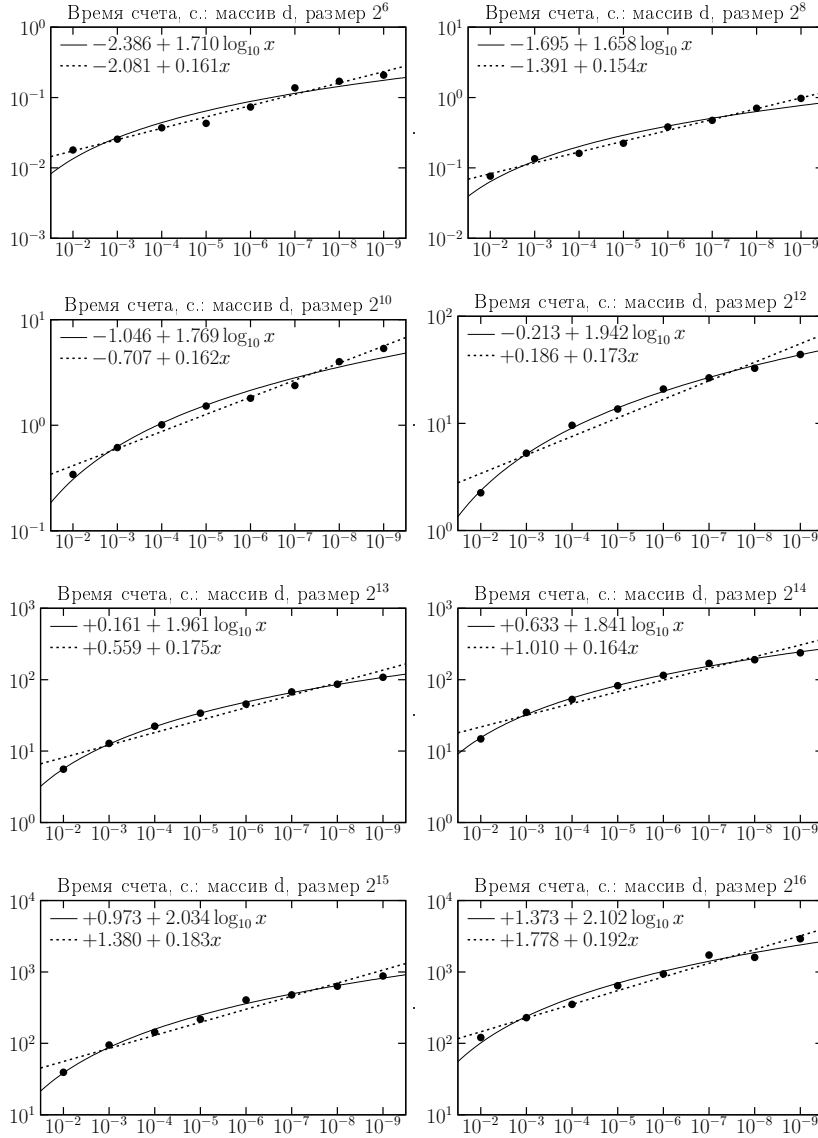 Время счета, с.: массив d, размер 2^6
10^0
10^-1
10^-2
10^-3
−2.386 + 1.710 log_10 x
−2.081 + 0.161x
10^-2 10^-3 10^-4 10^-5 10^-6 10^-7 10^-8 10^-9
Время счета, с.: массив d, размер 2^8
10^1
10^0
10^-1
10^-2
−1.695 + 1.658 log_10 x
−1.391 + 0.154x
10^-2 10^-3 10^-4 10^-5 10^-6 10^-7 10^-8 10^-9
Время счета, с.: массив d, размер 2^10
10^1
10^0
10^-1
−1.046 + 1.769 log_10 x
−0.707 + 0.162x
10^-2 10^-3 10^-4 10^-5 10^-6 10^-7 10^-8 10^-9
Время счета, с.: массив d, размер 2^12
10^2
10^1
10^0
−0.213 + 1.942 log_10 x
+0.186 + 0.173x
10^-2 10^-3 10^-4 10^-5 10^-6 10^-7 10^-8 10^-9
Время счета, с.: массив d, размер 2^13
10^3
10^2
10^1
10^0
+0.161 + 1.961 log_10 x
+0.559 + 0.175x
10^-2 10^-3 10^-4 10^-5 10^-6 10^-7 10^-8 10^-9
Время счета, с.: массив d, размер 2^14
10^3
10^2
10^1
10^0
+0.633 + 1.841 log_10 x
+1.010 + 0.164x
10^-2 10^-3 10^-4 10^-5 10^-6 10^-7 10^-8 10^-9
Время счета, с.: массив d, размер 2^15
10^4
10^3
10^2
10^1
+0.973 + 2.034 log_10 x
+1.380 + 0.183x
10^-2 10^-3 10^-4 10^-5 10^-6 10^-7 10^-8 10^-9
Время счета, с.: массив d, размер 2^16
10^4
10^3
10^2
10^1
+1.373 + 2.102 log_10 x
+1.778 + 0.192x
10^-2 10^-3 10^-4 10^-5 10^-6 10^-7 10^-8 10^-9